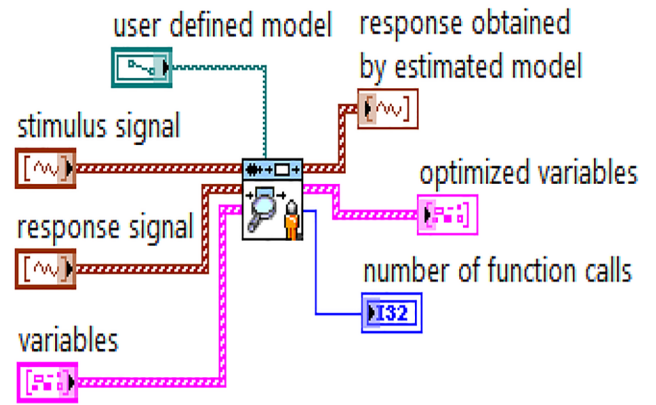 user defined model
response obtained
by estimated model
stimulus signal
optimized variables
response signal
number of function calls
I32
variables